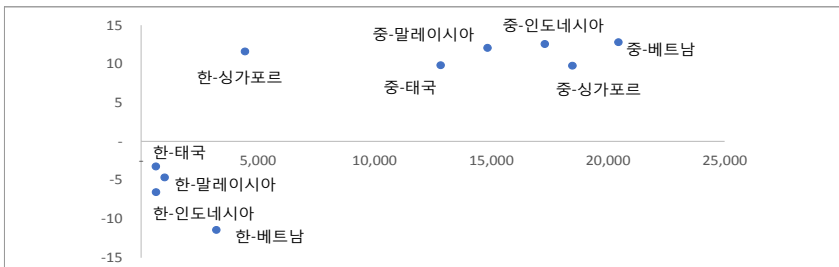 15
중-말레이시아
중-인도네시아
중-베트남
10
한-싱가포르
중-태국
중-싱가포르
5
-
한-태국
-
5,000
10,000
15,000
20,000
25,000
-5
한-말레이시아
-10
한-인도네시아
한-베트남
-15